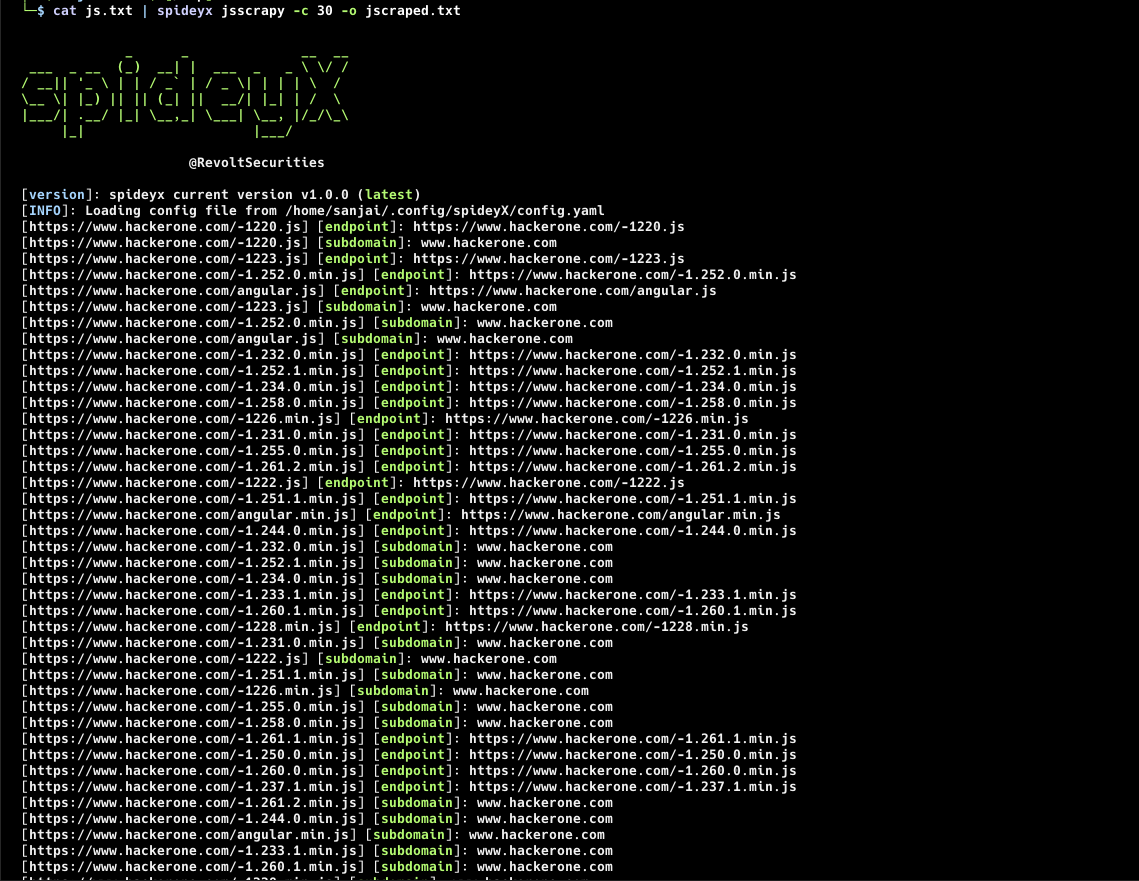 └─$ cat js.txt | spideyx jsscrapy -c 30 -o jscraped.txt
spideyX
@RevoltSecurities
[version]: spideyx current version v1.0.0 (latest)
[INFO]: Loading config file from /home/sanjai/.config/spideyX/config.yaml
[https://www.hackerone.com/-1220.js] [endpoint]: https://www.hackerone.com/-1220.js
[https://www.hackerone.com/-1220.js] [subdomain]: www.hackerone.com
[https://www.hackerone.com/-1223.js] [endpoint]: https://www.hackerone.com/-1223.js
[https://www.hackerone.com/-1.252.0.min.js] [endpoint]: https://www.hackerone.com/-1.252.0.min.js
[https://www.hackerone.com/angular.js] [endpoint]: https://www.hackerone.com/angular.js
[https://www.hackerone.com/-1223.js] [subdomain]: www.hackerone.com
[https://www.hackerone.com/-1.252.0.min.js] [subdomain]: www.hackerone.com
[https://www.hackerone.com/angular.js] [subdomain]: www.hackerone.com
[https://www.hackerone.com/-1.232.0.min.js] [endpoint]: https://www.hackerone.com/-1.232.0.min.js
[https://www.hackerone.com/-1.252.1.min.js] [endpoint]: https://www.hackerone.com/-1.252.1.min.js
[https://www.hackerone.com/-1.234.0.min.js] [endpoint]: https://www.hackerone.com/-1.234.0.min.js
[https://www.hackerone.com/-1.258.0.min.js] [endpoint]: https://www.hackerone.com/-1.258.0.min.js
[https://www.hackerone.com/-1226.min.js] [endpoint]: https://www.hackerone.com/-1226.min.js
[https://www.hackerone.com/-1.231.0.min.js] [endpoint]: https://www.hackerone.com/-1.231.0.min.js
[https://www.hackerone.com/-1.255.0.min.js] [endpoint]: https://www.hackerone.com/-1.255.0.min.js
[https://www.hackerone.com/-1.261.2.min.js] [endpoint]: https://www.hackerone.com/-1.261.2.min.js
[https://www.hackerone.com/-1222.js] [endpoint]: https://www.hackerone.com/-1222.js
[https://www.hackerone.com/-1.251.1.min.js] [endpoint]: https://www.hackerone.com/-1.251.1.min.js
[https://www.hackerone.com/angular.min.js] [endpoint]: https://www.hackerone.com/angular.min.js
[https://www.hackerone.com/-1.244.0.min.js] [endpoint]: https://www.hackerone.com/-1.244.0.min.js
[https://www.hackerone.com/-1.232.0.min.js] [subdomain]: www.hackerone.com
[https://www.hackerone.com/-1.252.1.min.js] [subdomain]: www.hackerone.com
[https://www.hackerone.com/-1.234.0.min.js] [subdomain]: www.hackerone.com
[https://www.hackerone.com/-1.233.1.min.js] [endpoint]: https://www.hackerone.com/-1.233.1.min.js
[https://www.hackerone.com/-1.260.1.min.js] [endpoint]: https://www.hackerone.com/-1.260.1.min.js
[https://www.hackerone.com/-1228.min.js] [endpoint]: https://www.hackerone.com/-1228.min.js
[https://www.hackerone.com/-1.231.0.min.js] [subdomain]: www.hackerone.com
[https://www.hackerone.com/-1222.js] [subdomain]: www.hackerone.com
[https://www.hackerone.com/-1.251.1.min.js] [subdomain]: www.hackerone.com
[https://www.hackerone.com/-1226.min.js] [subdomain]: www.hackerone.com
[https://www.hackerone.com/-1.255.0.min.js] [subdomain]: www.hackerone.com
[https://www.hackerone.com/-1.258.0.min.js] [subdomain]: www.hackerone.com
[https://www.hackerone.com/-1.261.1.min.js] [endpoint]: https://www.hackerone.com/-1.261.1.min.js
[https://www.hackerone.com/-1.250.0.min.js] [endpoint]: https://www.hackerone.com/-1.250.0.min.js
[https://www.hackerone.com/-1.260.0.min.js] [endpoint]: https://www.hackerone.com/-1.260.0.min.js
[https://www.hackerone.com/-1.237.1.min.js] [endpoint]: https://www.hackerone.com/-1.237.1.min.js
[https://www.hackerone.com/-1.261.2.min.js] [subdomain]: www.hackerone.com
[https://www.hackerone.com/-1.244.0.min.js] [subdomain]: www.hackerone.com
[https://www.hackerone.com/angular.min.js] [subdomain]: www.hackerone.com
[https://www.hackerone.com/-1.233.1.min.js] [subdomain]: www.hackerone.com
[https://www.hackerone.com/-1.260.1.min.js] [subdomain]: www.hackerone.com